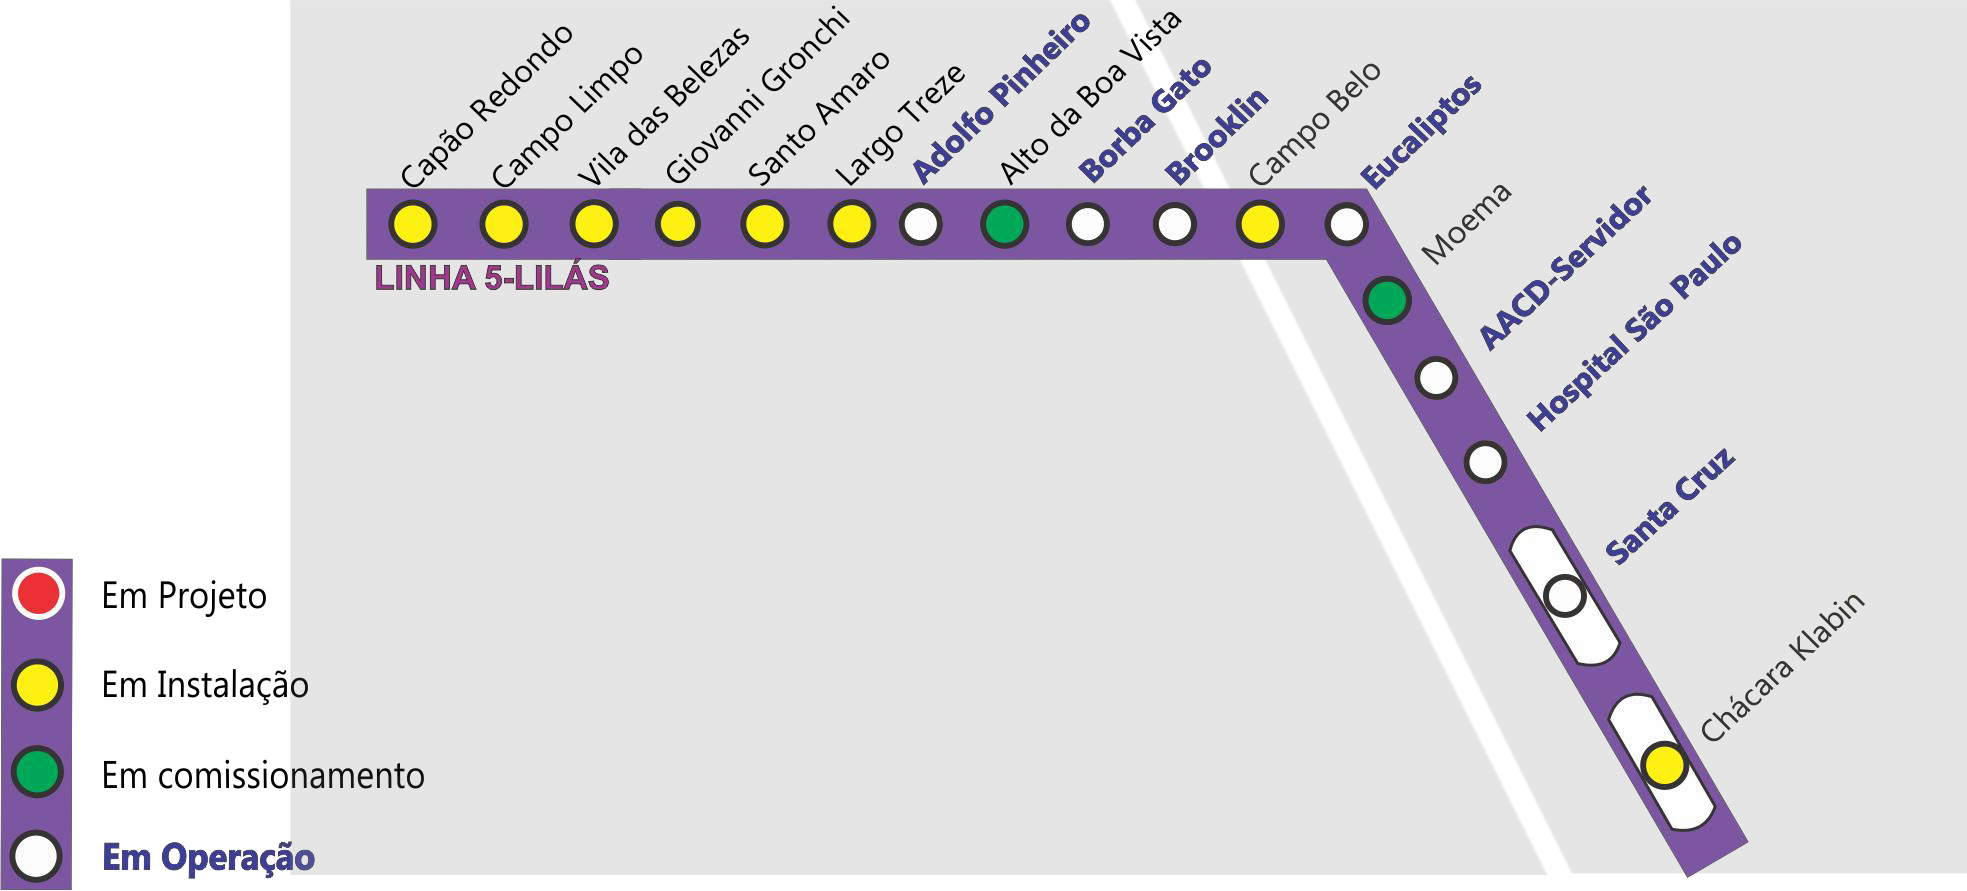 Capão Redondo
Campo Limpo
Vila das Belezas
Giovanni Gronchi
Santo Amaro
Largo Treze
Adolfo Pinheiro
Alto da Boa Vista
Borba Gato
Brooklin
Campo Belo
Eucaliptos
Moema
AACD-Servidor
Hospital São Paulo
Santa Cruz
Chácara Klabin
LINHA 5-LILÁS
Em Projeto
Em Instalação
Em comissionamento
Em Operação